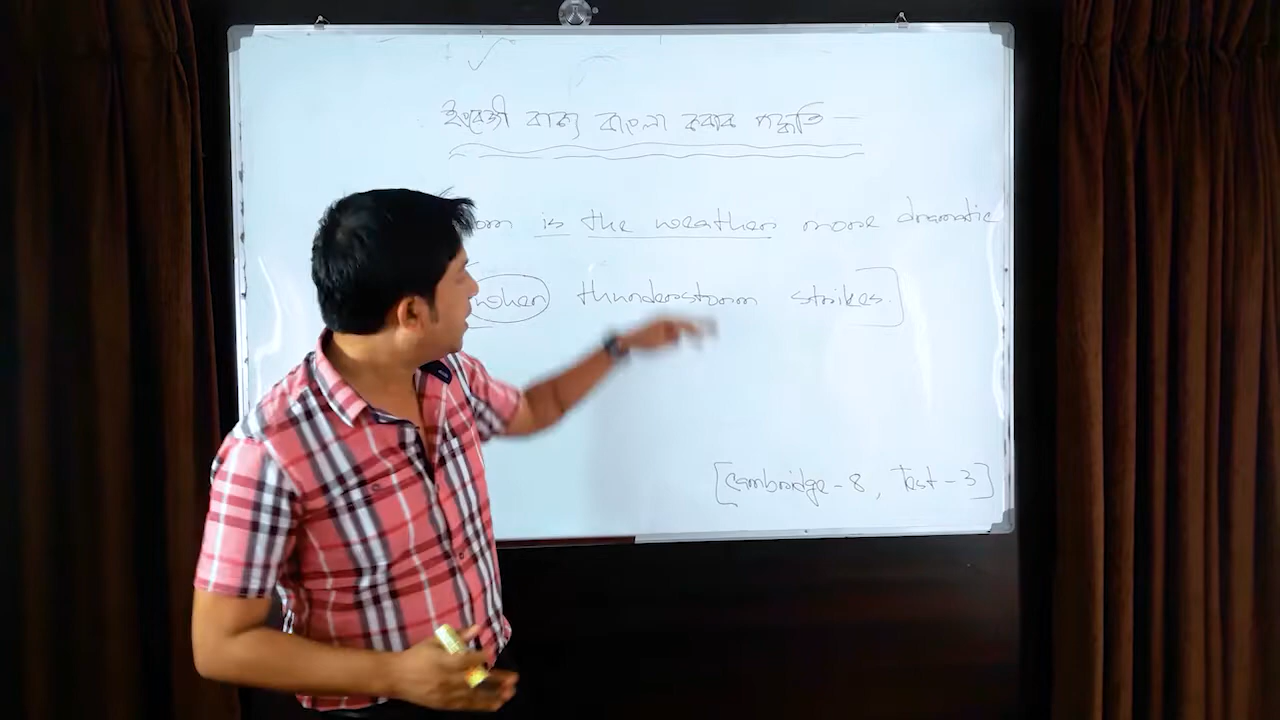 ইংরেজী বাক্য বাংলা করার পদ্ধতি
is the weather more dramatic
when thunderstorm strikes.]
[Cambridge-8, Test-3]